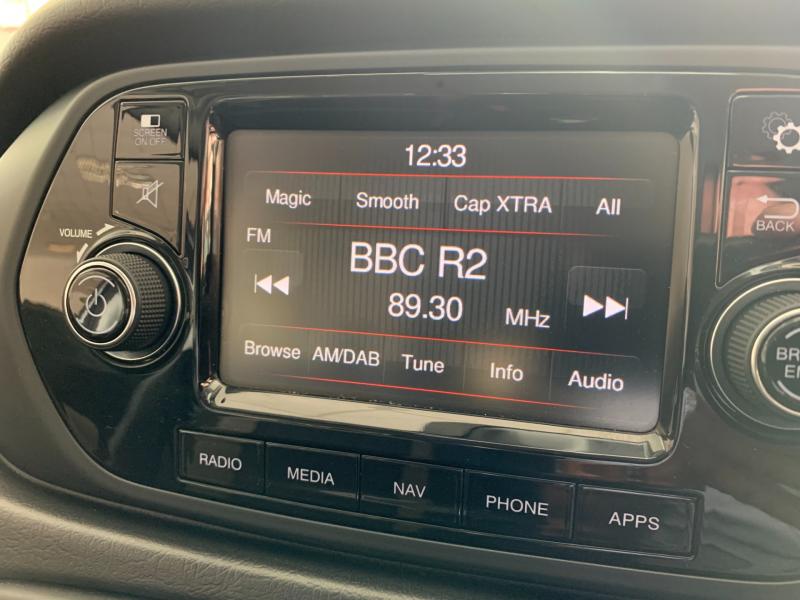 12:33
SCREEN
ON OFF
Magic Smooth Cap XTRA All
VOLUME
FM
BBC R2
89.30 MHz
BACK
Browse AM/DAB Tune Info Audio
RADIO MEDIA NAV PHONE APPS